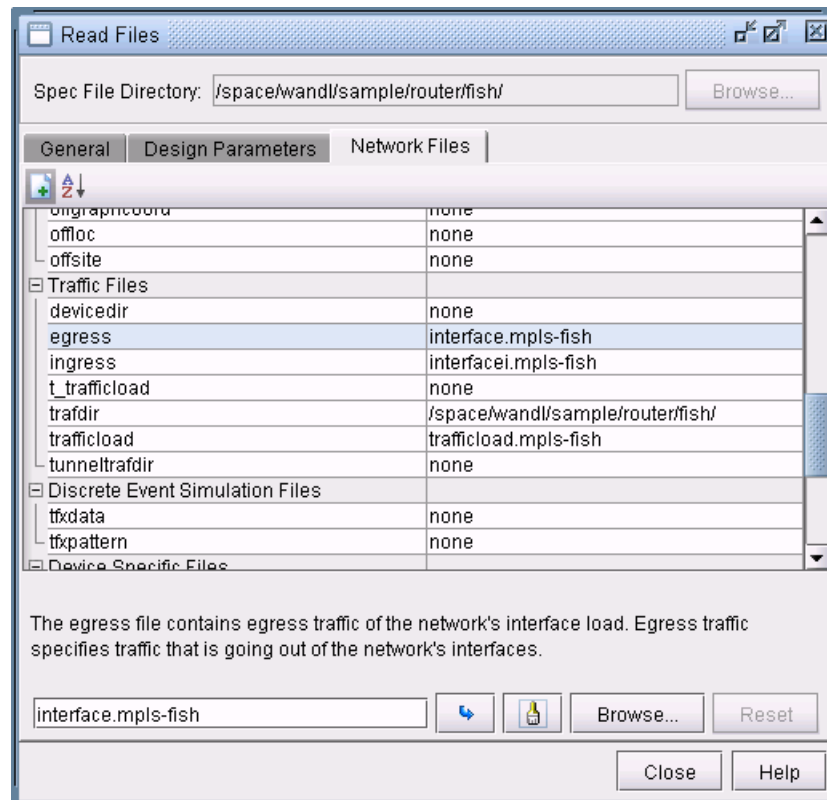 Read Files
Spec File Directory: /space/wandl/sample/router/fish/ Browse...
General Design Parameters Network Files
none
offloc none
offsite none
Traffic Files
devicedir none
egress interface.mpls-fish
ingress interfacei.mpls-fish
t_trafficload none
trafdir /space/wandl/sample/router/fish/
trafficload trafficload.mpls-fish
tunneltrafdir none
Discrete Event Simulation Files
tfxdata none
tfxpattern none
Device Specific Files
The egress file contains egress traffic of the network's interface load. Egress traffic
specifies traffic that is going out of the network's interfaces.
interface.mpls-fish Browse... Reset
Close Help